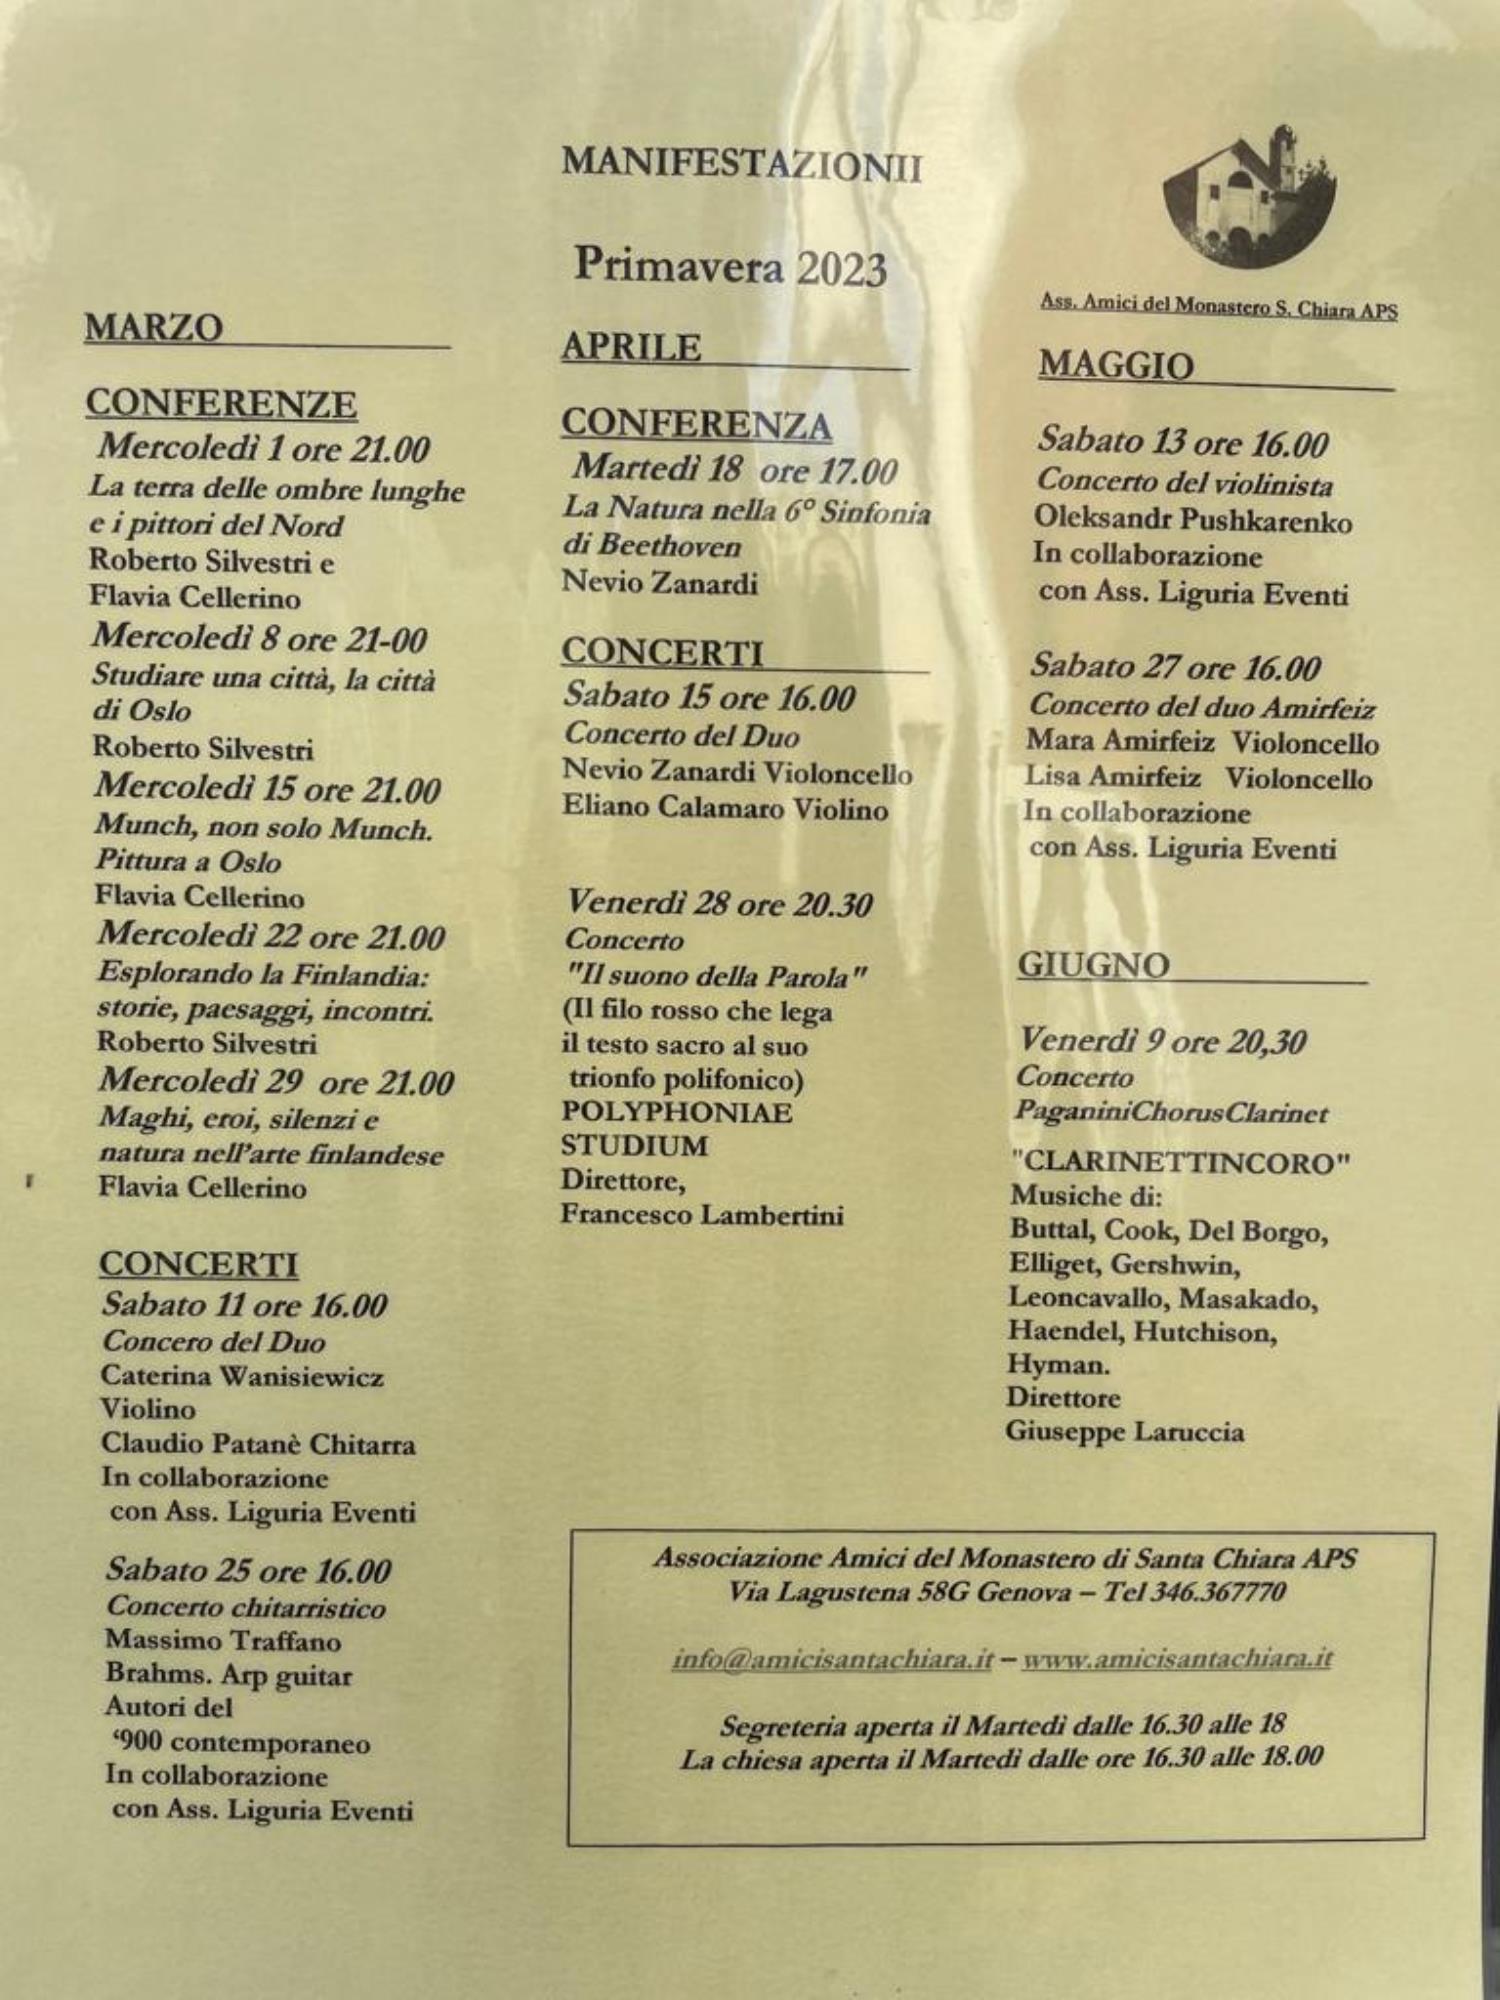 MANIFESTAZIONII
Primavera 2023
Ass. Amici del Monastero S. Chiara APS
MARZO
CONFERENZE
Mercoledì 1 ore 21.00
La terra delle ombre lunghe
e i pittori del Nord
Roberto Silvestri e
Flavia Cellerino
Mercoledì 8 ore 21-00
Studiare una città, la città
di Oslo
Roberto Silvestri
Mercoledì 15 ore 21.00
Munch, non solo Munch.
Pittura a Oslo
Flavia Cellerino
Mercoledì 22 ore 21.00
Esplorando la Finlandia:
storie, paesaggi, incontri.
Roberto Silvestri
Mercoledì 29 ore 21.00
Maghi, eroi, silenzi e
natura nell'arte finlandese
Flavia Cellerino
CONCERTI
Sabato 11 ore 16.00
Concero del Duo
Caterina Wanisiewicz
Violino
Claudio Patanè Chitarra
In collaborazione
con Ass. Liguria Eventi
Sabato 25 ore 16.00
Concerto chitarristico
Massimo Traffano
Brahms. Arp guitar
Autori del
‘900 contemporaneo
In collaborazione
con Ass. Liguria Eventi
APRILE
CONFERENZA
Martedì 18 ore 17.00
La Natura nella 6° Sinfonia
di Beethoven
Nevio Zanardi
CONCERTI
Sabato 15 ore 16.00
Concerto del Duo
Nevio Zanardi Violoncello
Eliano Calamaro Violino
Venerdì 28 ore 20.30
Concerto
"Il suono della Parola"
(Il filo rosso che lega
il testo sacro al suo
trionfo polifonico)
POLYPHONIAE
STUDIUM
Direttore,
Francesco Lambertini
MAGGIO
Sabato 13 ore 16.00
Concerto del violinista
Oleksandr Pushkarenko
In collaborazione
con Ass. Liguria Eventi
Sabato 27 ore 16.00
Concerto del duo Amirfeiz
Mara Amirfeiz Violoncello
Lisa Amirfeiz Violoncello
In collaborazione
con Ass. Liguria Eventi
GIUGNO
Venerdì 9 ore 20,30
Concerto
PaganiniChorusClarinet
"CLARINETTINCORO"
Musiche di:
Buttal, Cook, Del Borgo,
Elliget, Gershwin,
Leoncavallo, Masakado,
Haendel, Hutchison,
Hyman.
Direttore
Giuseppe Laruccia
Associazione Amici del Monastero di Santa Chiara APS
Via Lagustena 58G Genova – Tel 346.367770
info@amicisantachiara.it – www.amicisantachiara.it
Segreteria aperta il Martedì dalle 16.30 alle 18
La chiesa aperta il Martedì dalle ore 16.30 alle 18.00